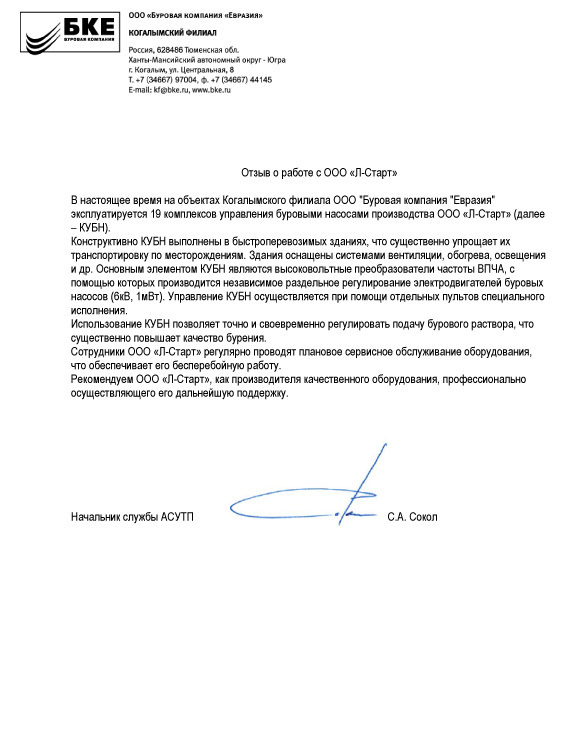 БКЕ
БУРОВАЯ КОМПАНИЯ
ООО «БУРОВАЯ КОМПАНИЯ «ЕВРАЗИЯ»
КОГАЛЫМСКИЙ ФИЛИАЛ
Россия, 628486 Тюменская обл.
Ханты-Мансийский автономный округ - Югра
г. Когалым, ул. Центральная, 8
Т. +7 (34667) 97004, ф. +7 (34667) 44145
E-mail: kf@bke.ru, www.bke.ru
Отзыв о работе с ООО «Л-Старт»
В настоящее время на объектах Когалымского филиала ООО "Буровая компания "Евразия"
эксплуатируется 19 комплексов управления буровыми насосами производства ООО «Л-Старт» (далее
– КУБН).
Конструктивно КУБН выполнены в быстроперевозимых зданиях, что существенно упрощает их
транспортировку по месторождениям. Здания оснащены системами вентиляции, обогрева, освещения
и др. Основным элементом КУБН являются высоковольтные преобразователи частоты ВПЧА, с
помощью которых производится независимое раздельное регулирование электродвигателей буровых
насосов (6кВ, 1мВт). Управление КУБН осуществляется при помощи отдельных пультов специального
исполнения.
Использование КУБН позволяет точно и своевременно регулировать подачу бурового раствора, что
существенно повышает качество бурения.
Сотрудники ООО «Л-Старт» регулярно проводят плановое сервисное обслуживание оборудования,
что обеспечивает его бесперебойную работу.
Рекомендуем ООО «Л-Старт», как производителя качественного оборудования, профессионально
осуществляющего его дальнейшую поддержку.
Начальник службы АСУТП С.А. Сокол